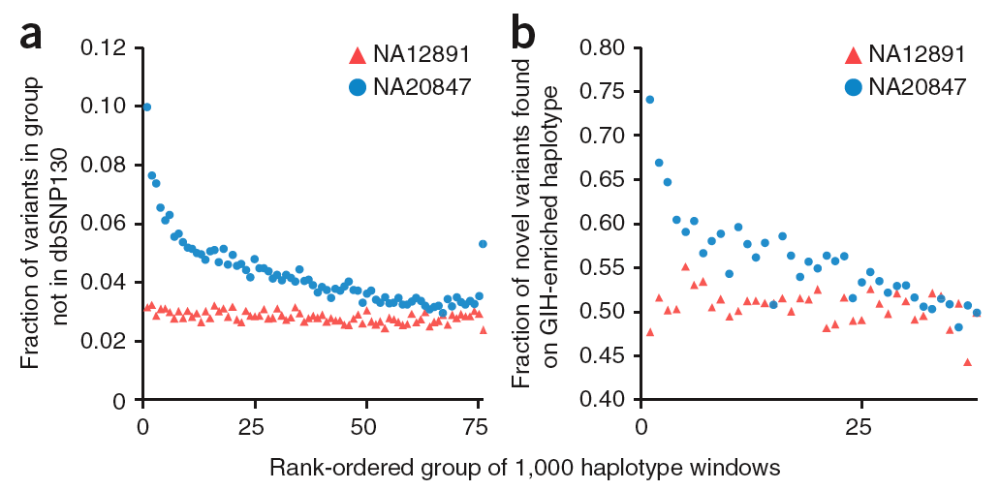 a
Fraction of variants in group
not in dbSNP130
0.12
0.10
0.08
0.06
0.04
0.02
0
0
25
50
75
NA12891
NA20847
b
Fraction of novel variants found
on GIH-enriched haplotype
0.80
0.75
0.70
0.65
0.60
0.55
0.50
0.45
0.40
0
25
NA12891
NA20847
Rank-ordered group of 1,000 haplotype windows